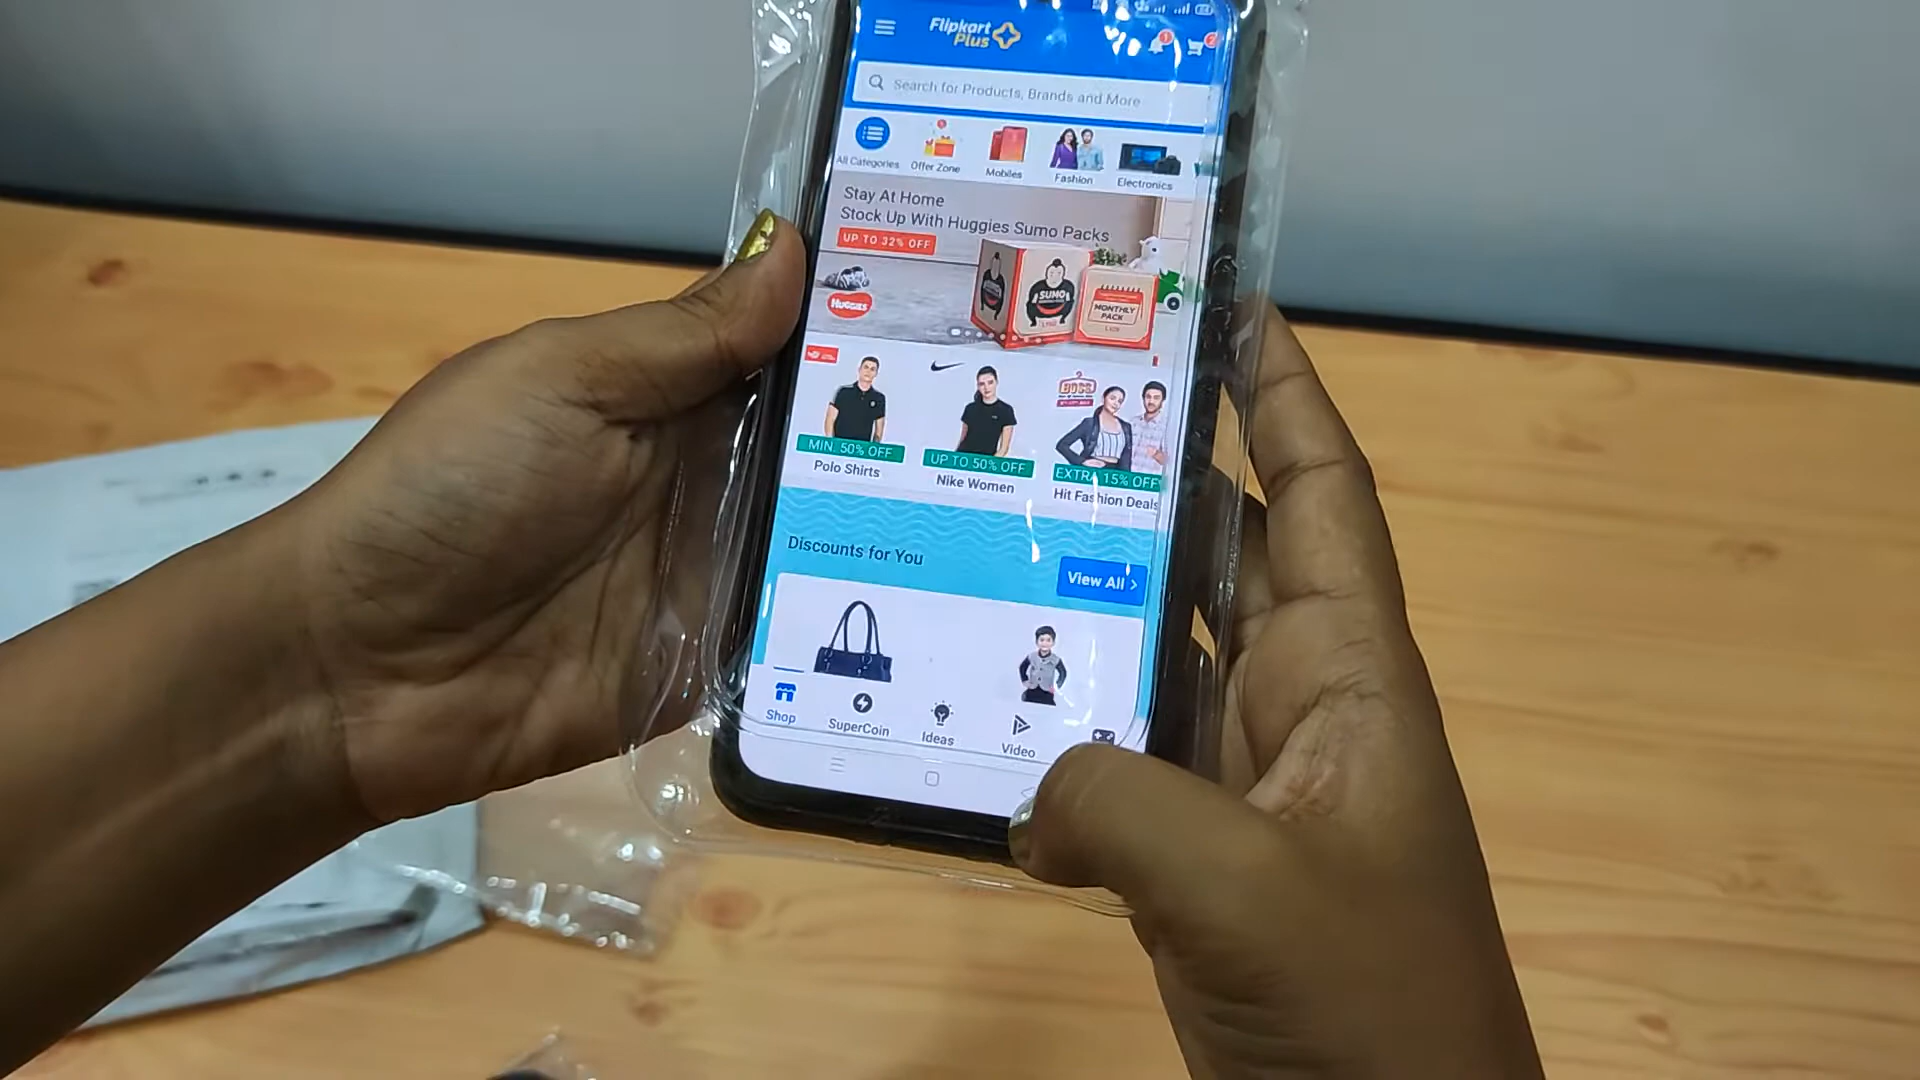 Flipkart
Plus
1
2
Search for Products, Brands and More
All Categories
Offer Zone
Mobiles
Fashion
Electronics
Stay At Home
Stock Up With Huggies Sumo Packs
UP TO 32% OFF
HUGGIES
SUMO
MONTHLY
PACK
MIN. 50% OFF
UP TO 50% OFF
EXTRA 15% OFF
Polo Shirts
Nike Women
Hit Fashion Deals
Discounts for You
View All >
Shop
SuperCoin
Ideas
Video